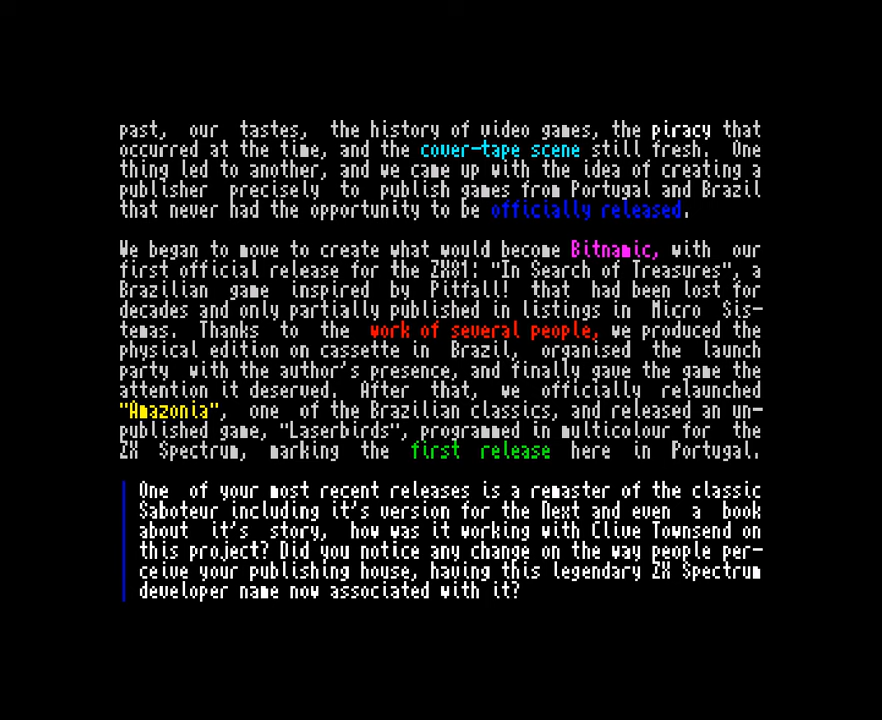 past, our tastes, the history of video games, the piracy that
occurred at the time, and the cover-tape scene still fresh. One
thing led to another, and we came up with the idea of creating a
publisher precisely to publish games from Portugal and Brazil
that never had the opportunity to be officially released.
We began to move to create what would become Bitnamic, with our
first official release for the ZX81: "In Search of Treasures", a
Brazilian game inspired by Pitfall! that had been lost for
decades and only partially published in listings in Micro Sis-
temas. Thanks to the work of several people, we produced the
physical edition on cassette in Brazil, organised the launch
party with the author's presence, and finally gave the game the
attention it deserved. After that, we officially relaunched
"Amazonia", one of the Brazilian classics, and released an un-
published game, "Laserbirds", programmed in multicolour for the
ZX Spectrum, marking the first release here in Portugal.
One of your most recent releases is a remaster of the classic
Saboteur including it's version for the Next and even a book
about it's story, how was it working with Clive Townsend on
this project? Did you notice any change on the way people per-
ceive your publishing house, having this legendary ZX Spectrum
developer name now associated with it?